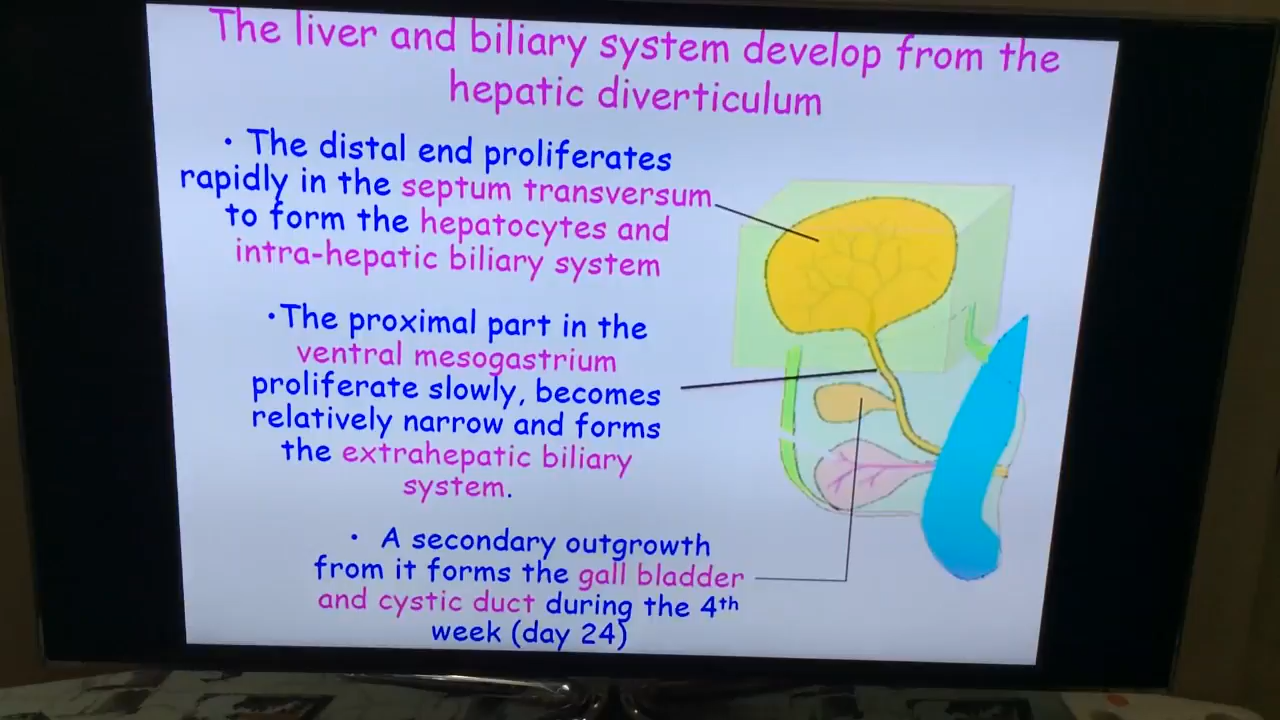 The liver and biliary system develop from the
hepatic diverticulum
• The distal end proliferates
rapidly in the septum transversum
to form the hepatocytes and
intra-hepatic biliary system
•The proximal part in the
ventral mesogastrium
proliferate slowly, becomes
relatively narrow and forms
the extrahepatic biliary
system.
• A secondary outgrowth
from it forms the gall bladder
and cystic duct during the 4th
week (day 24)